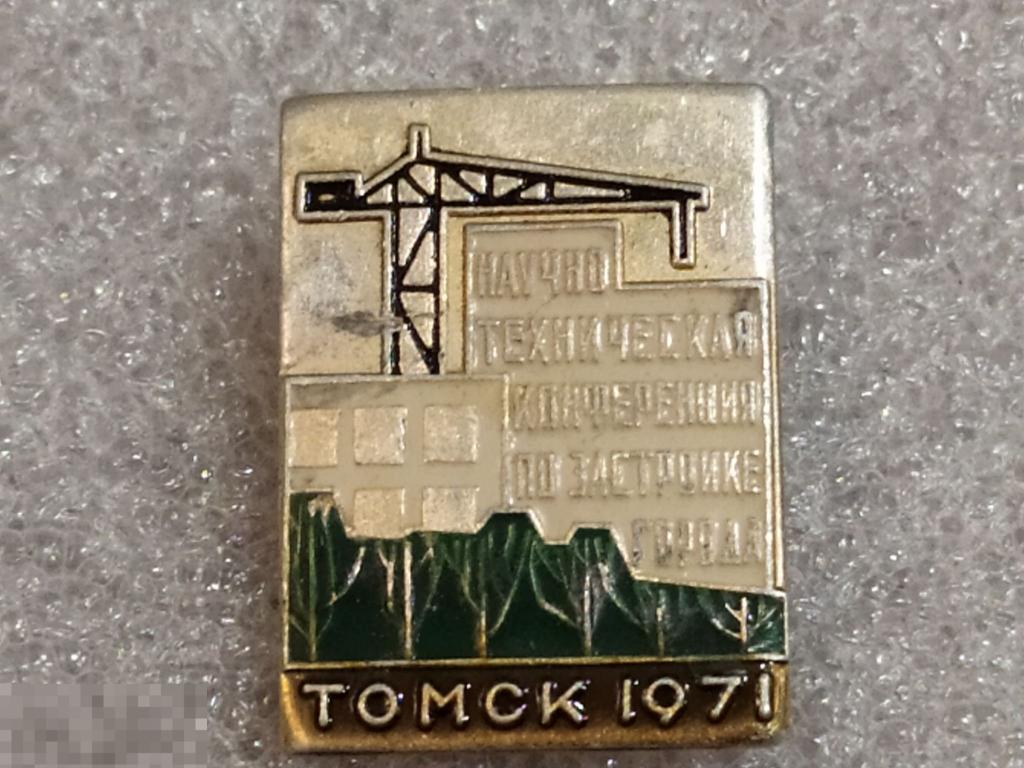 НАУЧНО
ТЕХНИЧЕСКАЯ
КОНФЕРЕНЦИЯ
ПО ЗАСТРОЙКЕ
ГОРОДА
ТОМСК 1971